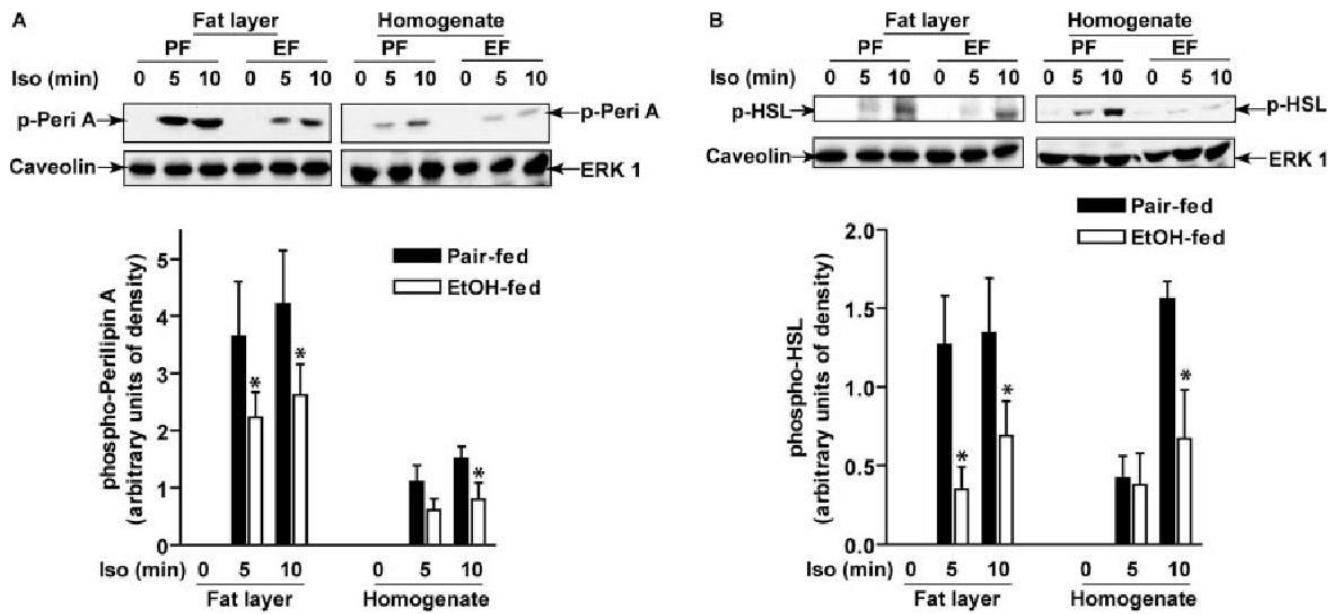 A
Fat layer
Homogenate
PF EF PF EF
Iso (min) 0 5 10 0 5 10 0 5 10 0 5 10
p-Peri A
p-Peri A
Caveolin
ERK 1
phospho-Perilipin A
(arbitrary units of density)
5
4
3
2
1
0
Pair-fed
EtOH-fed
*
*
*
Iso (min) 0 5 10 0 5 10
Fat layer Homogenate
B
Fat layer
Homogenate
PF EF PF EF
Iso (min) 0 5 10 0 5 10 0 5 10 0 5 10
p-HSL
p-HSL
Caveolin
ERK 1
phospho-HSL
(arbitrary units of density)
2.0
1.5
1.0
0.5
0.0
Pair-fed
EtOH-fed
*
*
*
Iso (min) 0 5 10 0 5 10
Fat layer Homogenate